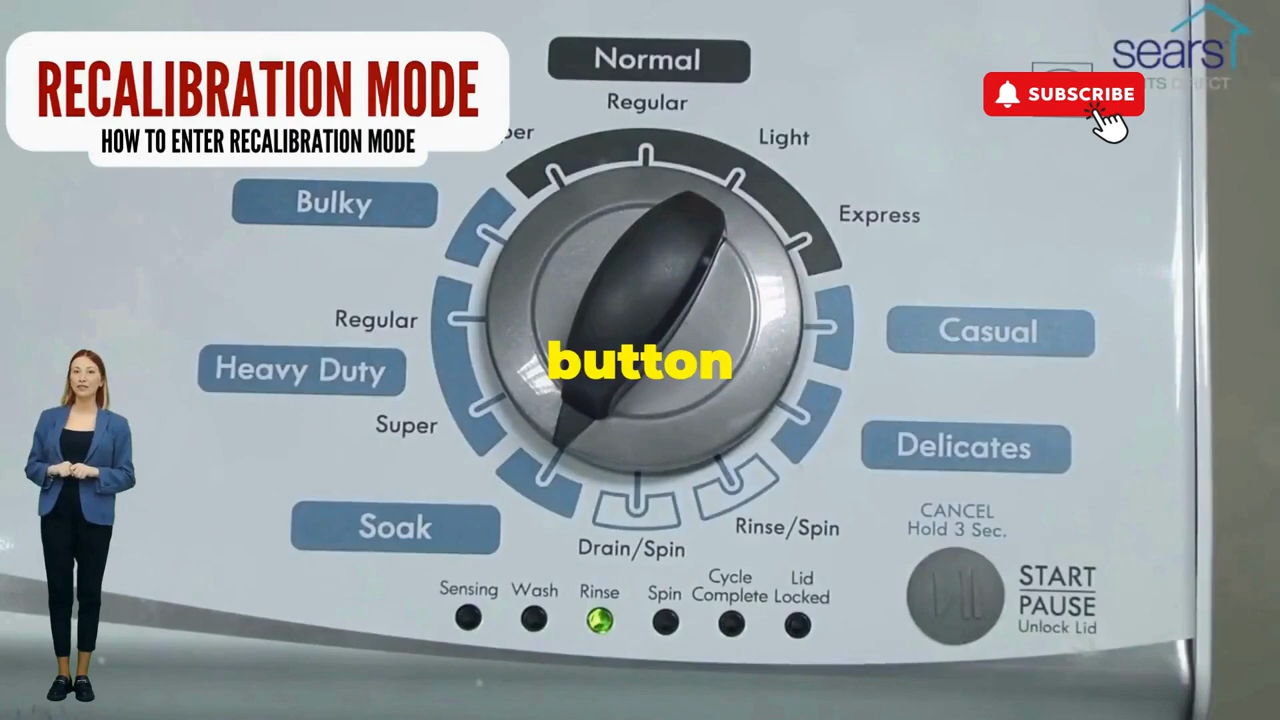 RECALIBRATION MODE
HOW TO ENTER RECALIBRATION MODE
sears
SUBSCRIBE
DIRECT
Normal
Regular
Light
Express
Bulky
Regular
Heavy Duty
Super
Casual
Delicates
button
Soak
Rinse/Spin
Drain/Spin
CANCEL
Hold 3 Sec.
Sensing
Wash
Rinse
Spin
Cycle
Complete
Lid
Locked
START
PAUSE
Unlock Lid